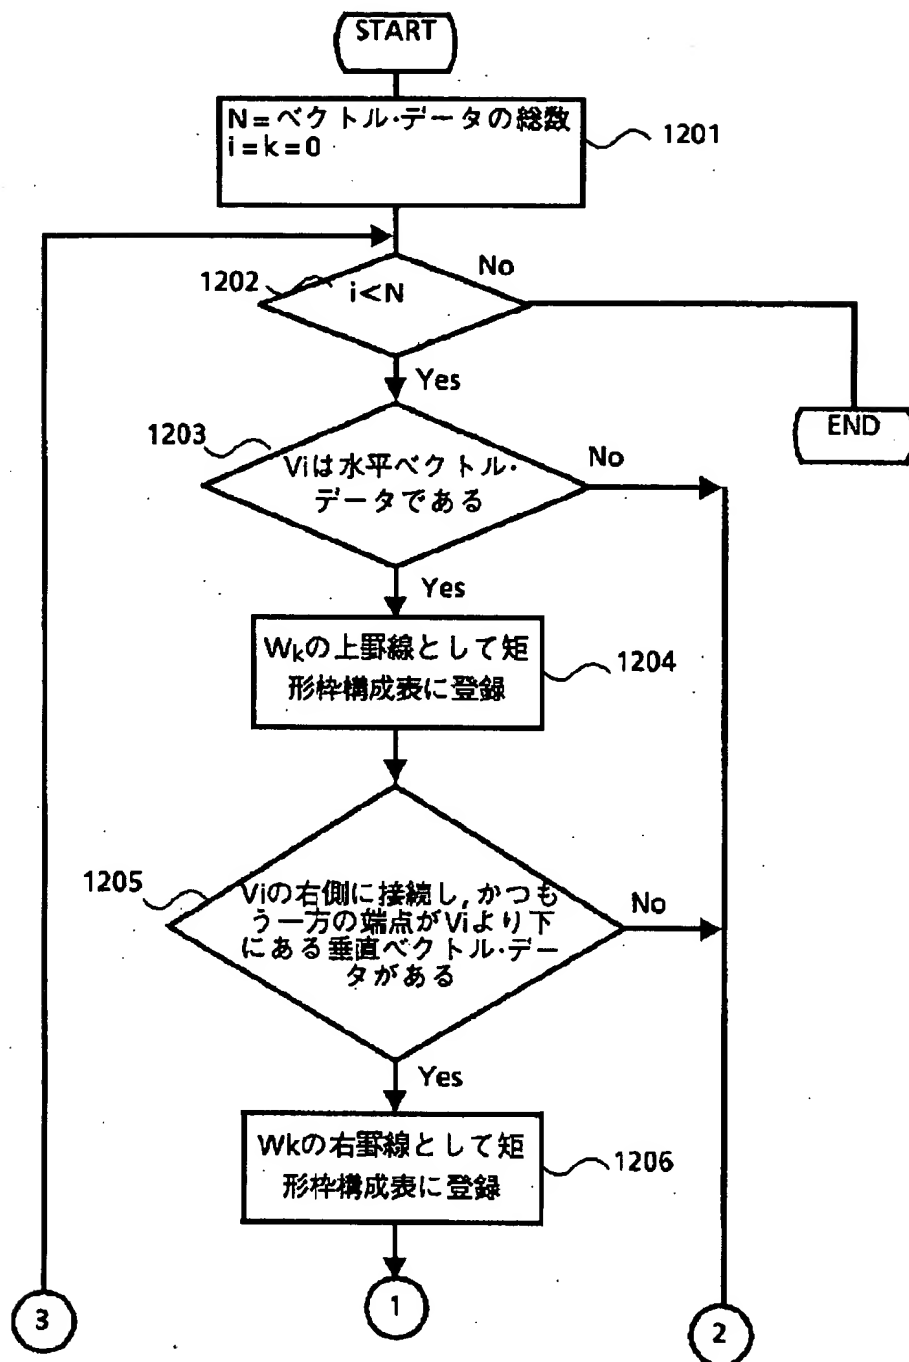 START
N=ベクトル・データの総数
i=k=0
1201
1202
i<N
No
Yes
END
1203
Viは水平ベクトル・
データである
No
Yes
Wkの上罫線として矩
形枠構成表に登録
1204
1205
Viの右側に接続し,かつも
う一方の端点がViより下
にある垂直ベクトル・デー
タがある
No
Yes
Wkの右罫線として矩
形枠構成表に登録
1206
3
1
2